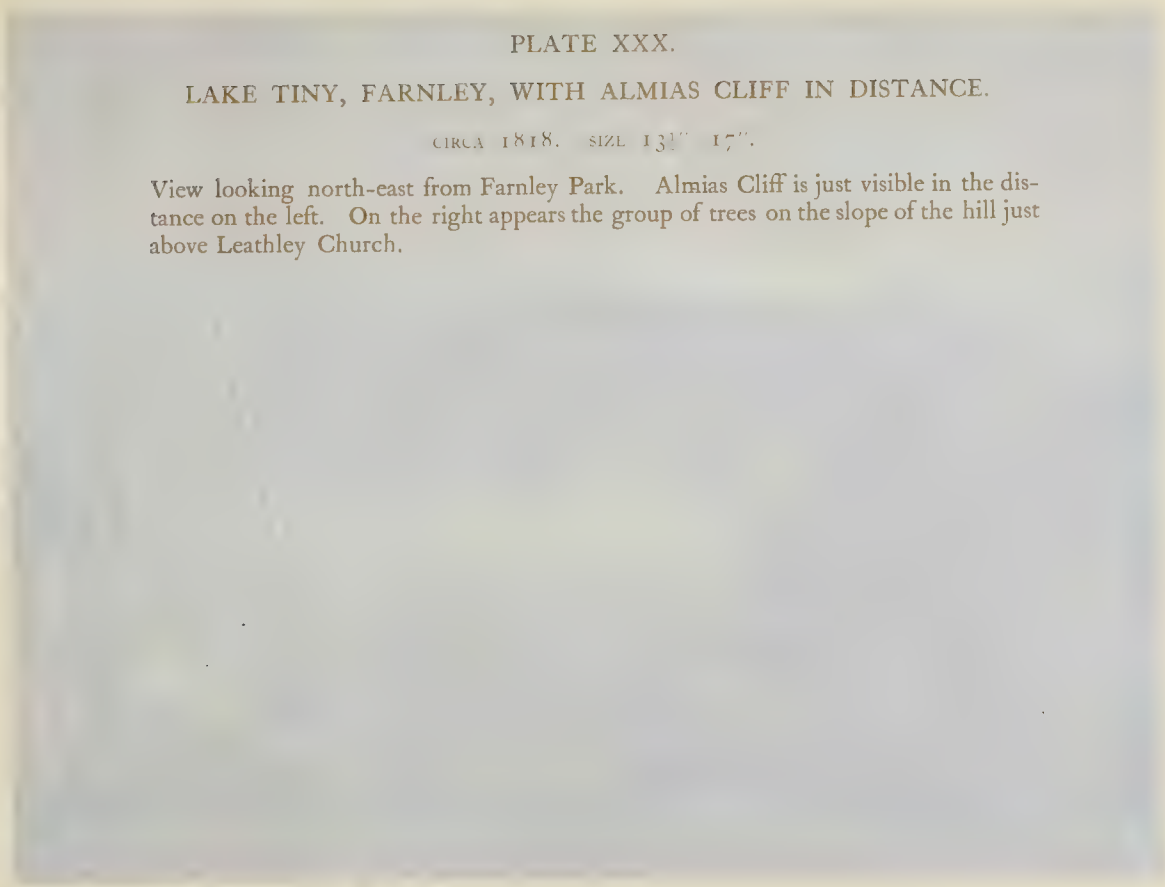 PLATE XXX.
LAKE TINY, FARNLEY, WITH ALMIAS CLIFF IN DISTANCE.
CIRCA 1818. SIZE 17".
View looking north-east from Farnley Park. Almias Cliff is just visible in the dis-
tance on the left. On the right appears the group of trees on the slope of the hill just
above Leathley Church.